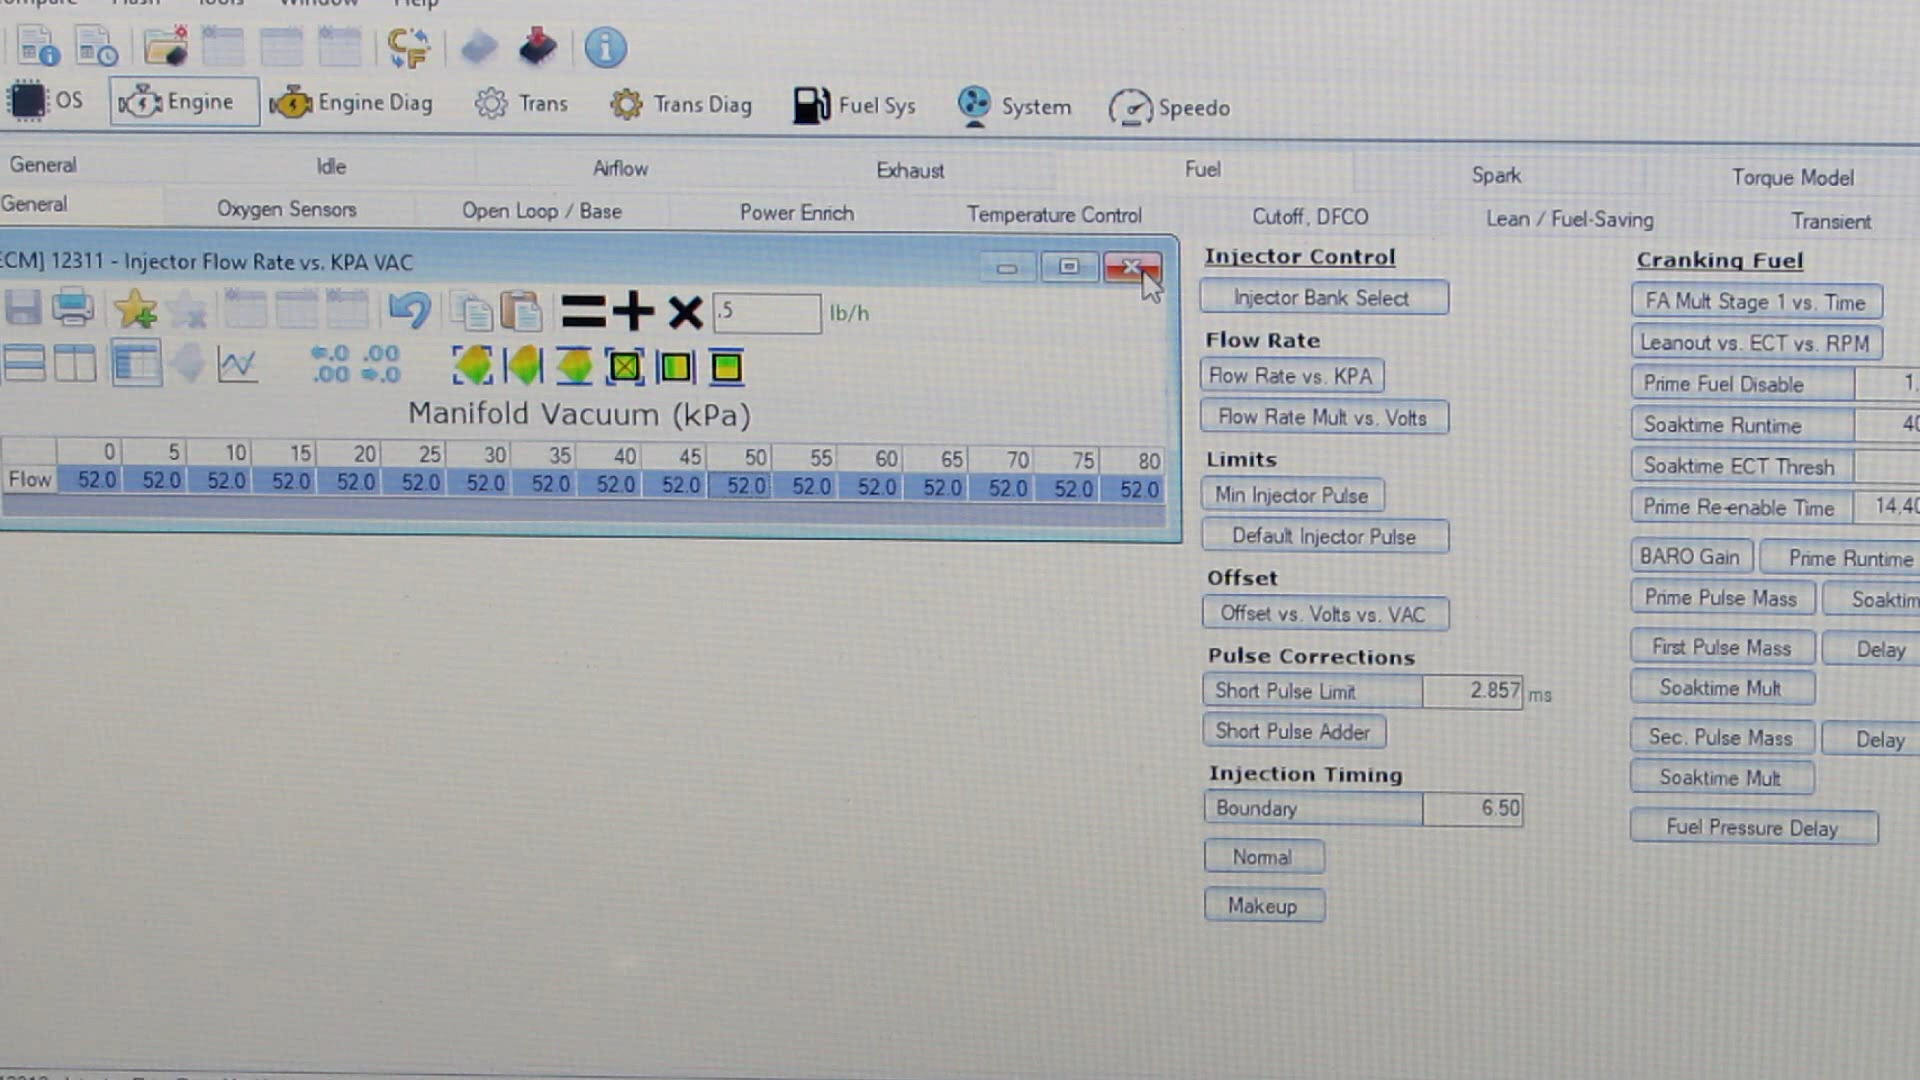 Window Help
OS Engine Engine Diag Trans Trans Diag Fuel Sys System Speedo
General Idle Airflow Exhaust Fuel Spark Torque Model
General Oxygen Sensors Open Loop / Base Power Enrich Temperature Control Cutoff, DFCO Lean / Fuel-Saving Transient
ECM] 12311 - Injector Flow Rate vs. KPA VAC
.5 lb/h
Manifold Vacuum (kPa)
0 5 10 15 20 25 30 35 40 45 50 55 60 65 70 75 80
Flow 52.0 52.0 52.0 52.0 52.0 52.0 52.0 52.0 52.0 52.0 52.0 52.0 52.0 52.0 52.0 52.0 52.0
Injector Control
Injector Bank Select
Flow Rate
Flow Rate vs. KPA
Flow Rate Mult vs. Volts
Limits
Min Injector Pulse
Default Injector Pulse
Offset
Offset vs. Volts vs. VAC
Pulse Corrections
Short Pulse Limit 2.857 ms
Short Pulse Adder
Injection Timing
Boundary 6.50
Normal
Makeup
Cranking Fuel
FA Mult Stage 1 vs. Time
Leanout vs. ECT vs. RPM
Prime Fuel Disable 1.
Soaktime Runtime 40
Soaktime ECT Thresh
Prime Re-enable Time 14.40
BARO Gain Prime Runtime
Prime Pulse Mass Soaktim
First Pulse Mass Delay
Soaktime Mult
Sec. Pulse Mass Delay
Soaktime Mult
Fuel Pressure Delay